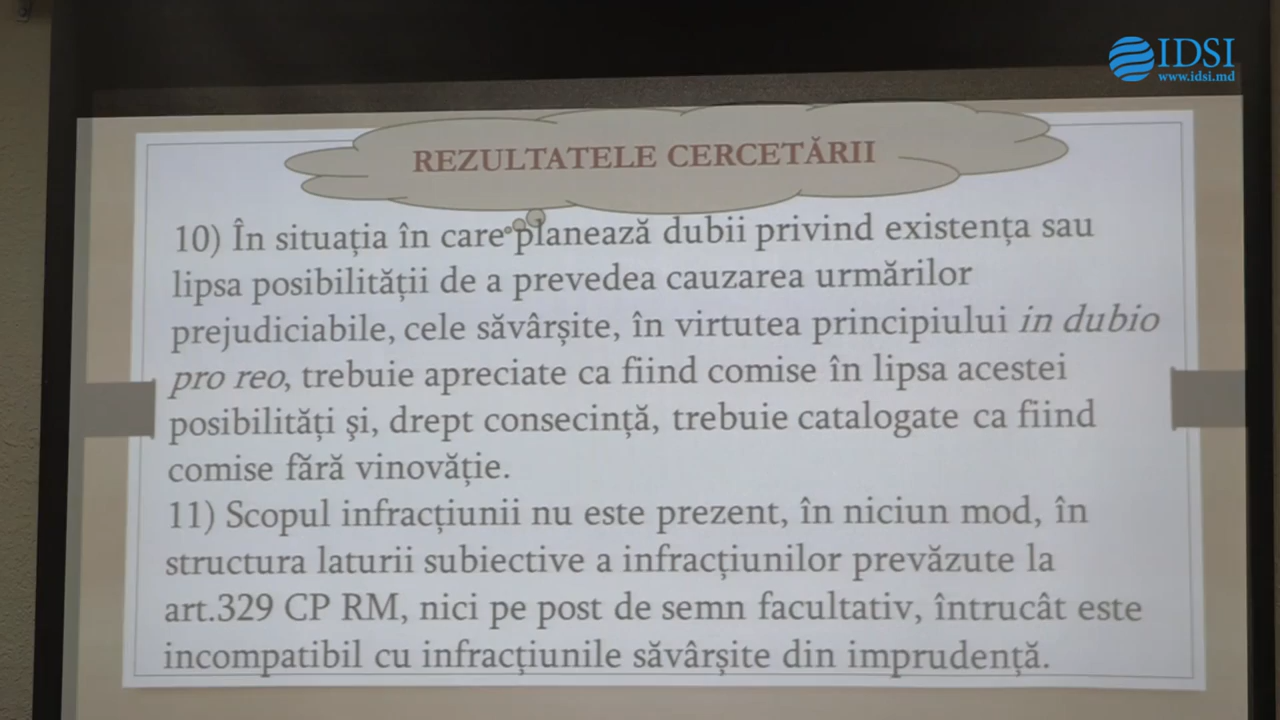 IDSI
www.idsi.md
REZULTATELE CERCETĂRII
10) În situația în care planează dubii privind existența sau
lipsa posibilității de a prevedea cauzarea urmărilor
prejudiciabile, cele săvârșite, în virtutea principiului in dubio
pro reo, trebuie apreciate ca fiind comise în lipsa acestei
posibilități şi, drept consecință, trebuie catalogate ca fiind
comise fără vinovăție.
11) Scopul infracțiunii nu este prezent, în niciun mod, în
structura laturii subiective a infracțiunilor prevăzute la
art.329 CP RM, nici pe post de semn facultativ, întrucât este
incompatibil cu infracțiunile săvârșite din imprudență.